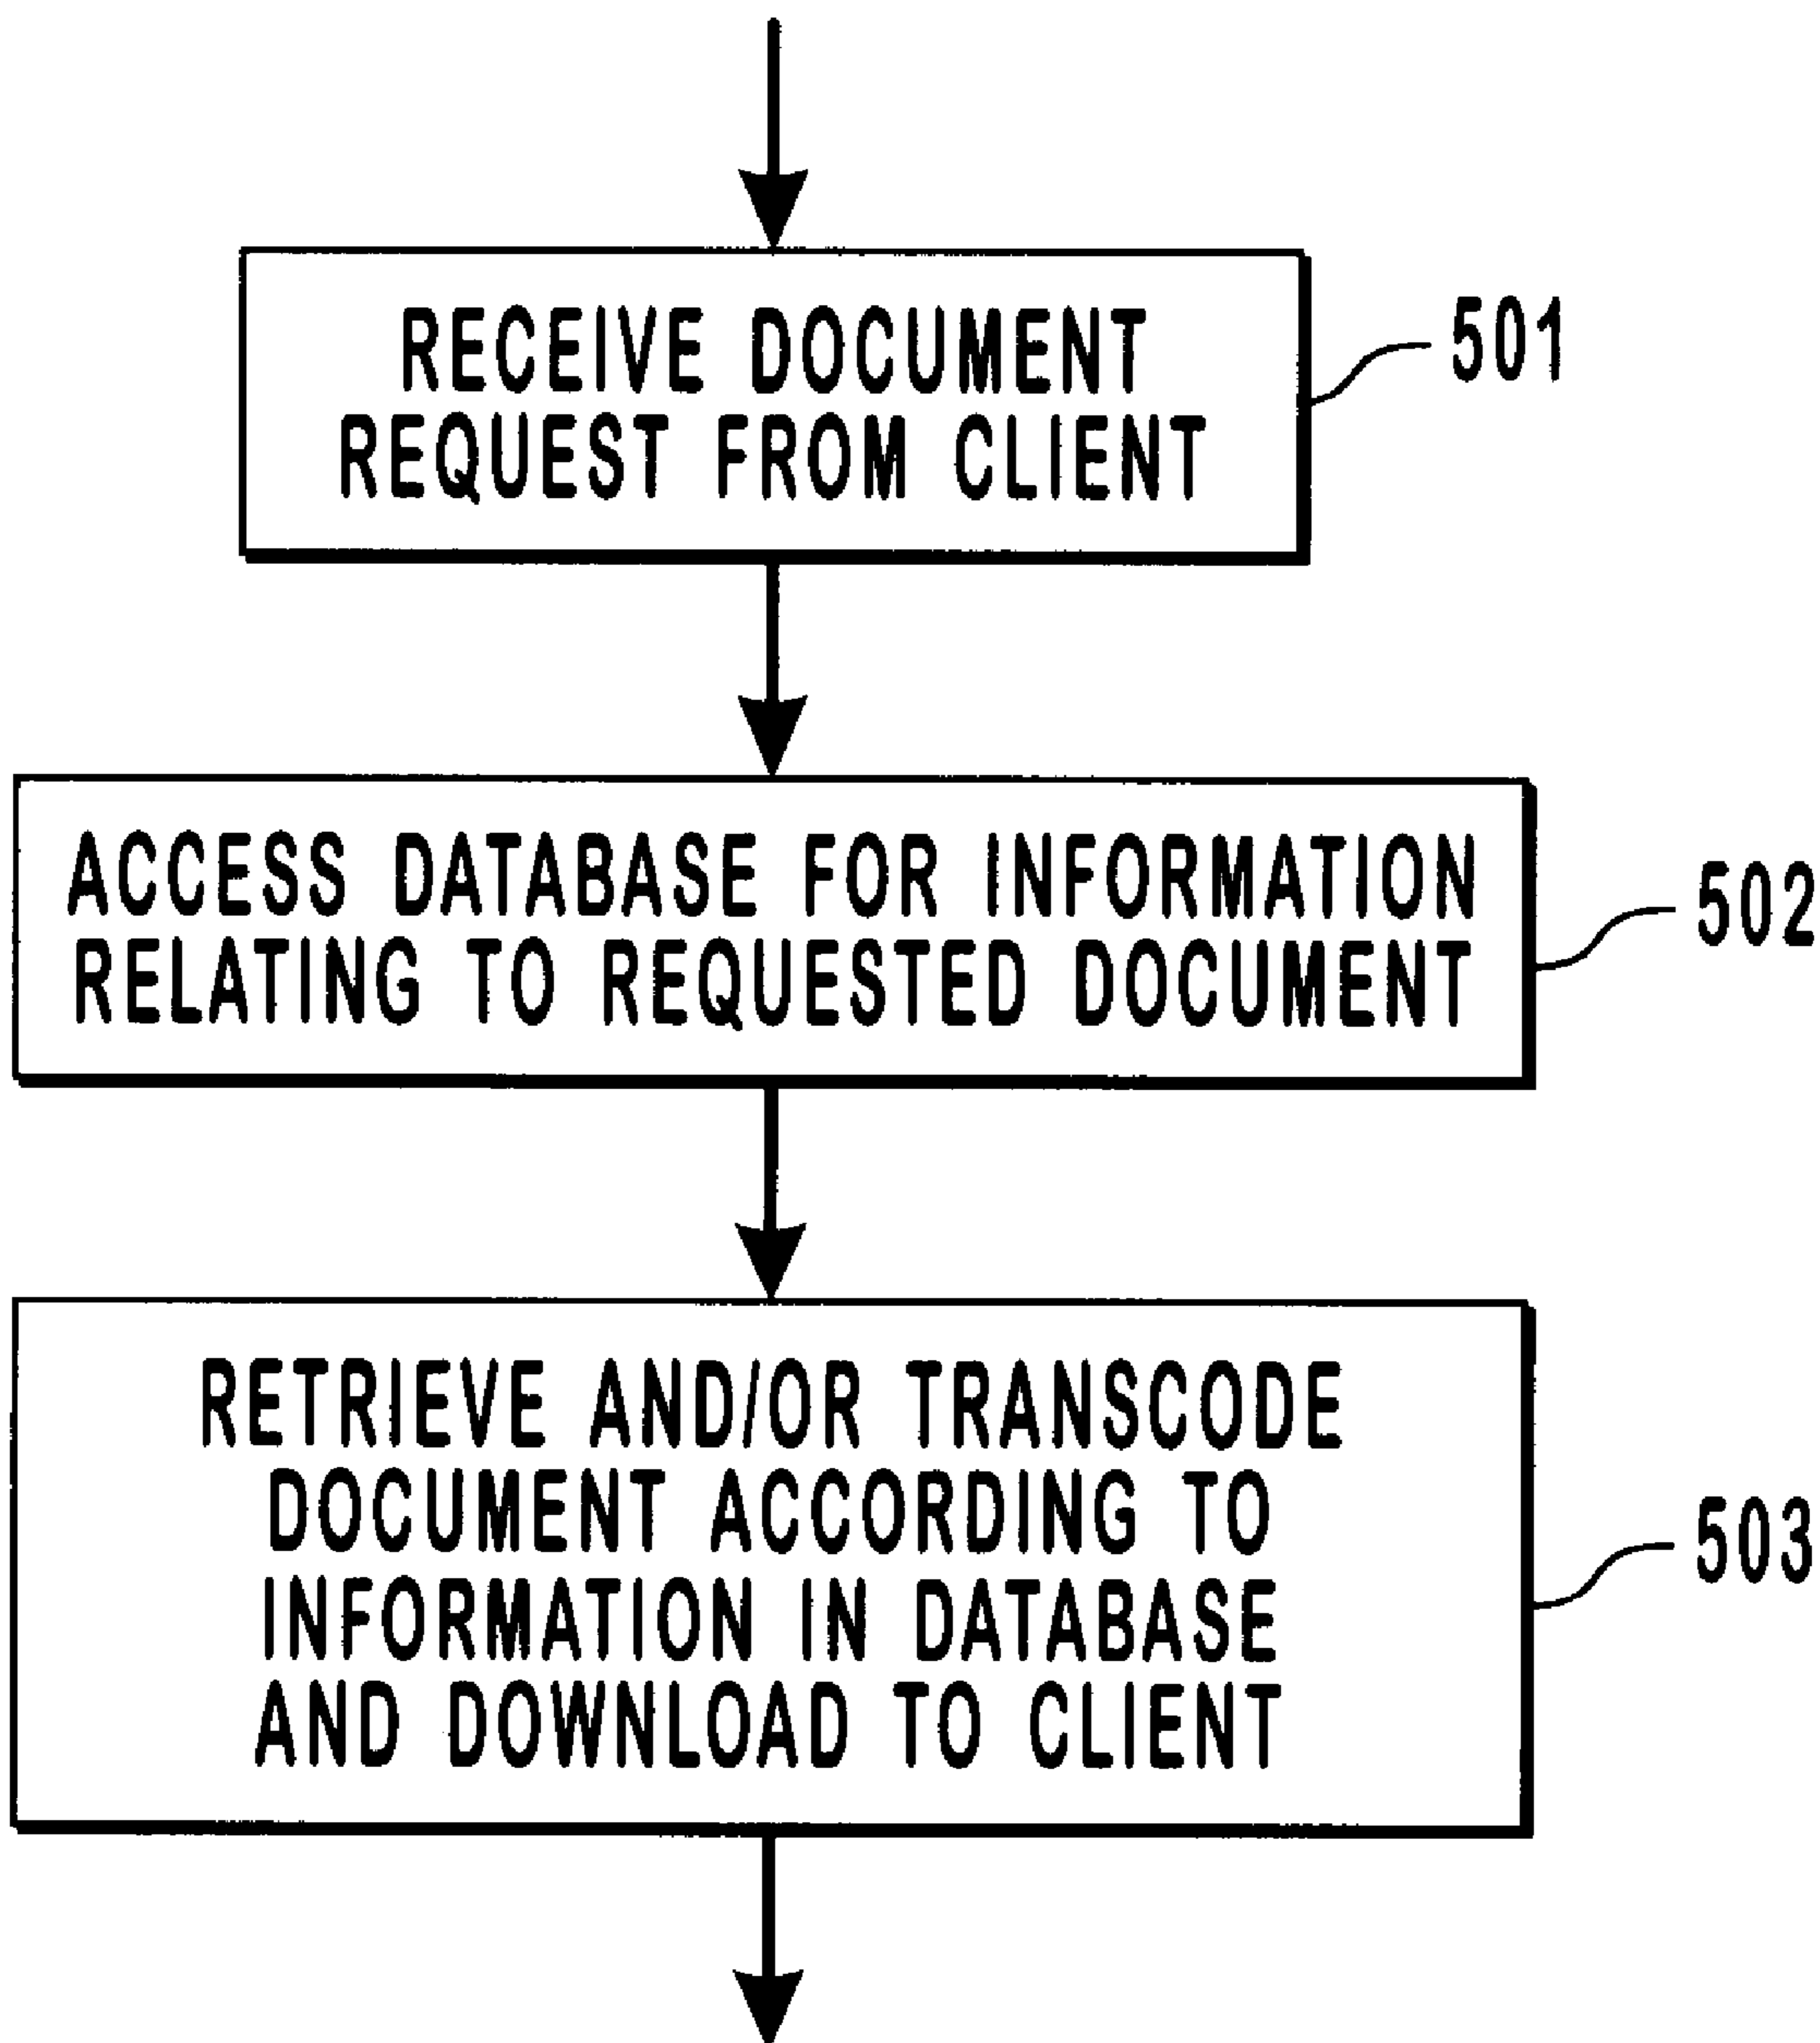 RECEIVE DOCUMENT
REQUEST FROM CLIENT
501
ACCESS DATABASE FOR INFORMATION
RELATING TO REQUESTED DOCUMENT
502
RETRIEVE AND/OR TRANSCODE
DOCUMENT ACCORDING TO
INFORMATION IN DATABASE
AND DOWNLOAD TO CLIENT
503